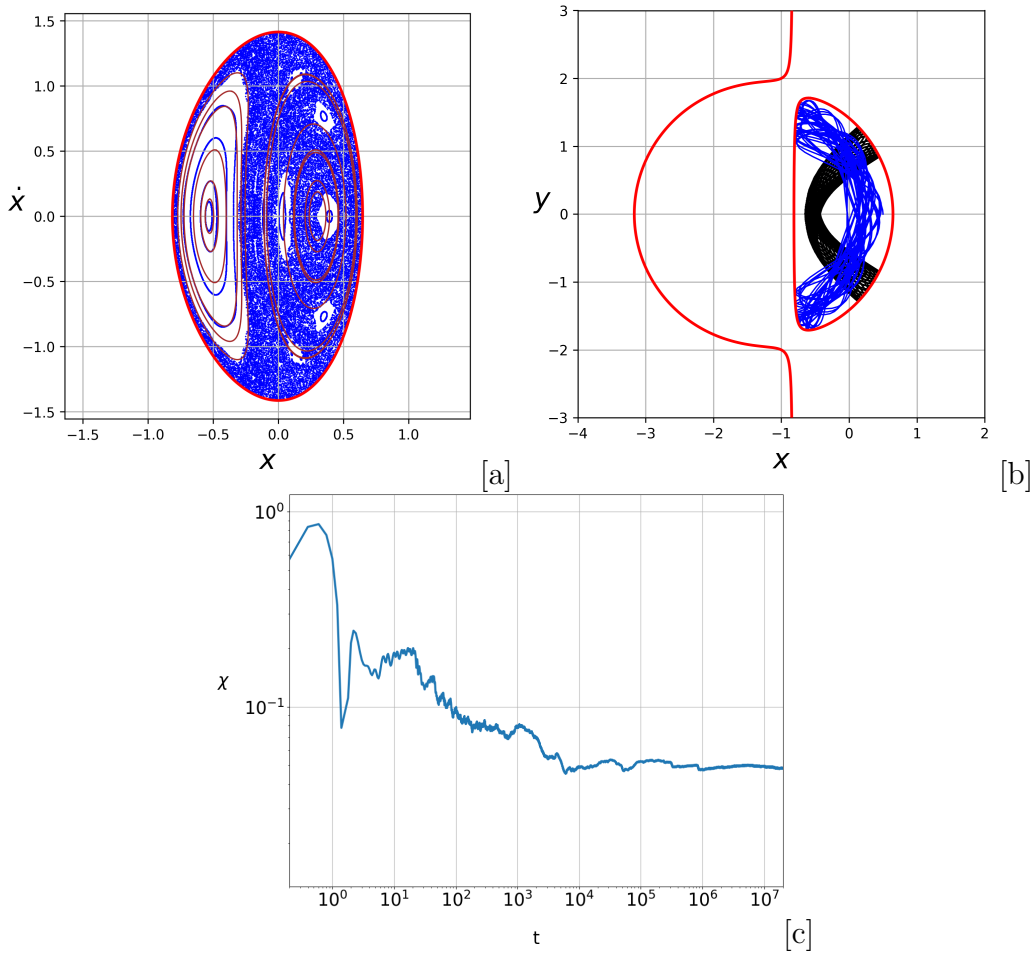 1.5
1.0
0.5
0.0
−0.5
−1.0
−1.5
ẋ
−1.5 −1.0 −0.5 0.0 0.5 1.0
x
[a]
3
2
1
0
−1
−2
−3
y
−4 −3 −2 −1 0 1 2
x
[b]
10⁰
10⁻¹
χ
10⁰ 10¹ 10² 10³ 10⁴ 10⁵ 10⁶ 10⁷
t
[c]